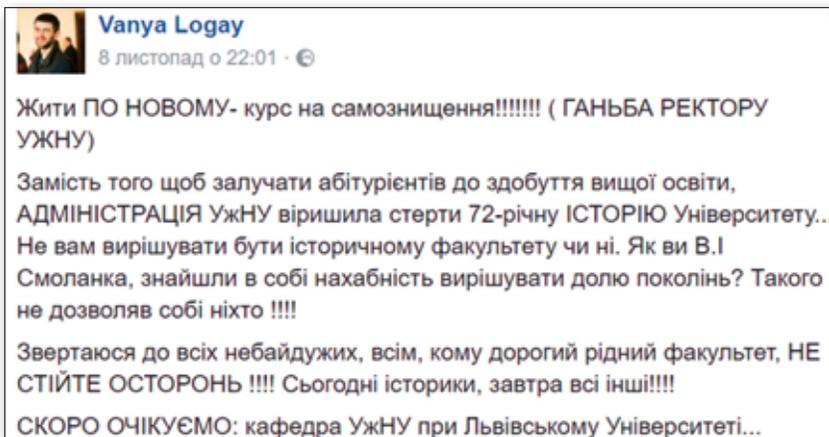 Vanya Logay
8 листопад о 22:01 ·
Жити ПО НОВОМУ- курс на самознищення!!!!!!! ( ГАНЬБА РЕКТОРУ
УЖНУ)
Замість того щоб залучати абітурієнтів до здобуття вищої освіти,
АДМІНІСТРАЦІЯ УжНУ віришила стерти 72-річну ІСТОРІЮ Університету...
Не вам вирішувати бути історичному факультету чи ні. Як ви В.І
Смоланка, знайшли в собі нахабність вирішувати долю поколінь? Такого
не дозволяв собі ніхто !!!!
Звертаюся до всіх небайдужих, всім, кому дорогий рідний факультет, НЕ
СТІЙТЕ ОСТОРОНЬ !!!! Сьогодні історики, завтра всі інші!!!!
СКОРО ОЧІКУЄМО: кафедра УжНУ при Львівському Університеті...